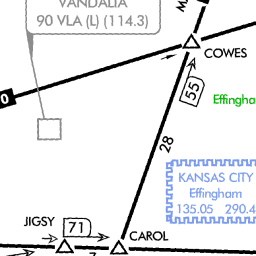 VANDALIA
90 VLA (L) (114.3)
COWES
0
55
Effingha
28
KANSAS CITY
Effingham
135.05 290.4
JIGSY
71
CAROL
7